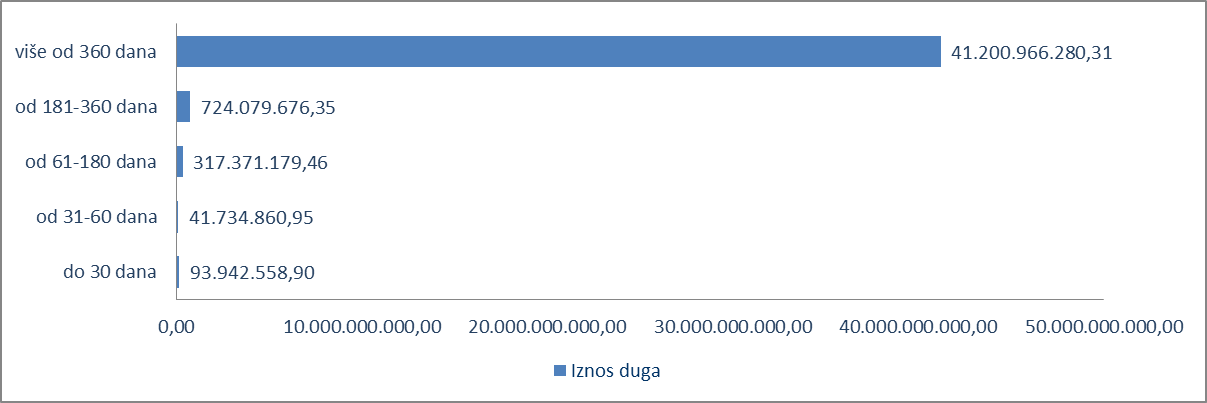 više od 360 dana 41.200.966.280,31
od 181-360 dana 724.079.676,35
od 61-180 dana 317.371.179,46
od 31-60 dana 41.734.860,95
do 30 dana 93.942.558,90
0,00 10.000.000.000,00 20.000.000.000,00 30.000.000.000,00 40.000.000.000,00 50.000.000.000,00
Iznos duga